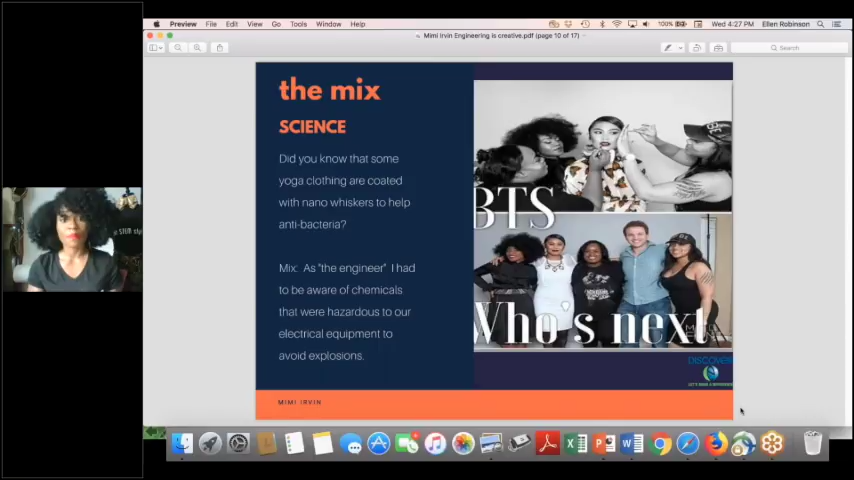 Preview File Edit View Go Tools Window Help
100% Wed 4:27 PM Ellen Robinson
Mimi Irvin Engineering is creative.pdf (page 10 of 17)
Search
the mix
SCIENCE
Did you know that some
yoga clothing are coated
with nano whiskers to help
anti-bacteria?
Mix: As "the engineer" I had
to be aware of chemicals
that were hazardous to our
electrical equipment to
avoid explosions.
MIMI IRVIN
BTS
Who's next
DISCOVER